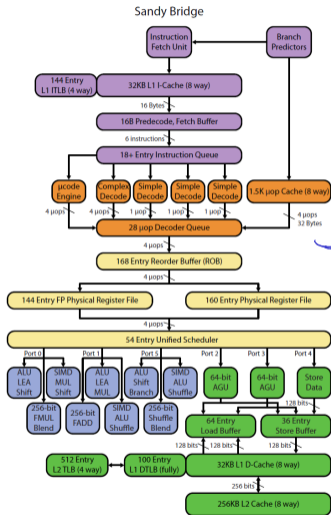 Sandy Bridge
Instruction
Fetch Unit
Branch
Predictors
144 Entry
L1 ITLB (4 way)
32KB L1 I-Cache (8 way)
16 Bytes
16B Predecode, Fetch Buffer
6 instructions
18+ Entry Instruction Queue
µcode
Engine
Complex
Decode
Simple
Decode
Simple
Decode
Simple
Decode
1.5K µop Cache (8 way)
4 µops
4 µops
1 µop
1 µop
1 µop
4 µops
32 Bytes
28 µop Decoder Queue
4 µops
168 Entry Reorder Buffer (ROB)
4 µops
144 Entry FP Physical Register File
160 Entry Physical Register File
4 µops
54 Entry Unified Scheduler
Port 0
Port 1
Port 5
Port 2
Port 3
Port 4
ALU
LEA
Shift
SIMD
MUL
Shift
ALU
LEA
MUL
SIMD
ALU
Shuffle
ALU
Shift
Branch
SIMD
ALU
Shuffle
64-bit
AGU
64-bit
AGU
Store
Data
256-bit
FMUL
Blend
256-bit
FADD
256-bit
Shuffle
Blend
128 bits
64 Entry
Load Buffer
36 Entry
Store Buffer
128 bits
128 bits
128 bits
512 Entry
L2 TLB (4 way)
100 Entry
L1 DTLB (fully)
32KB L1 D-Cache (8 way)
256 bits
256KB L2 Cache (8 way)